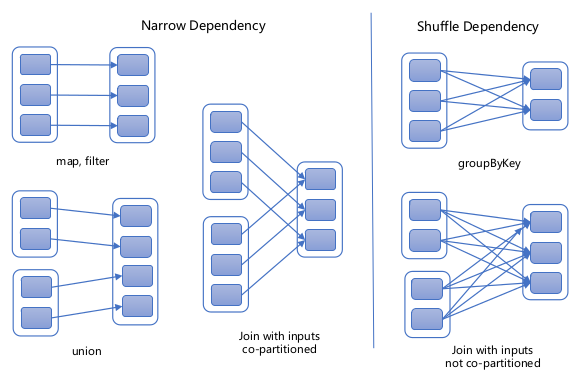 Narrow Dependency
Shuffle Dependency
map, filter
groupByKey
union
Join with inputs
co-partitioned
Join with inputs
not co-partitioned